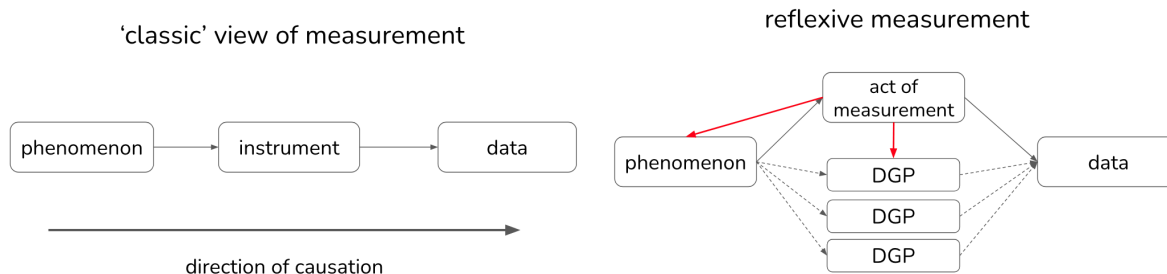 ‘classic’ view of measurement
phenomenon
instrument
data
direction of causation
reflexive measurement
act of
measurement
phenomenon
DGP
DGP
DGP
data